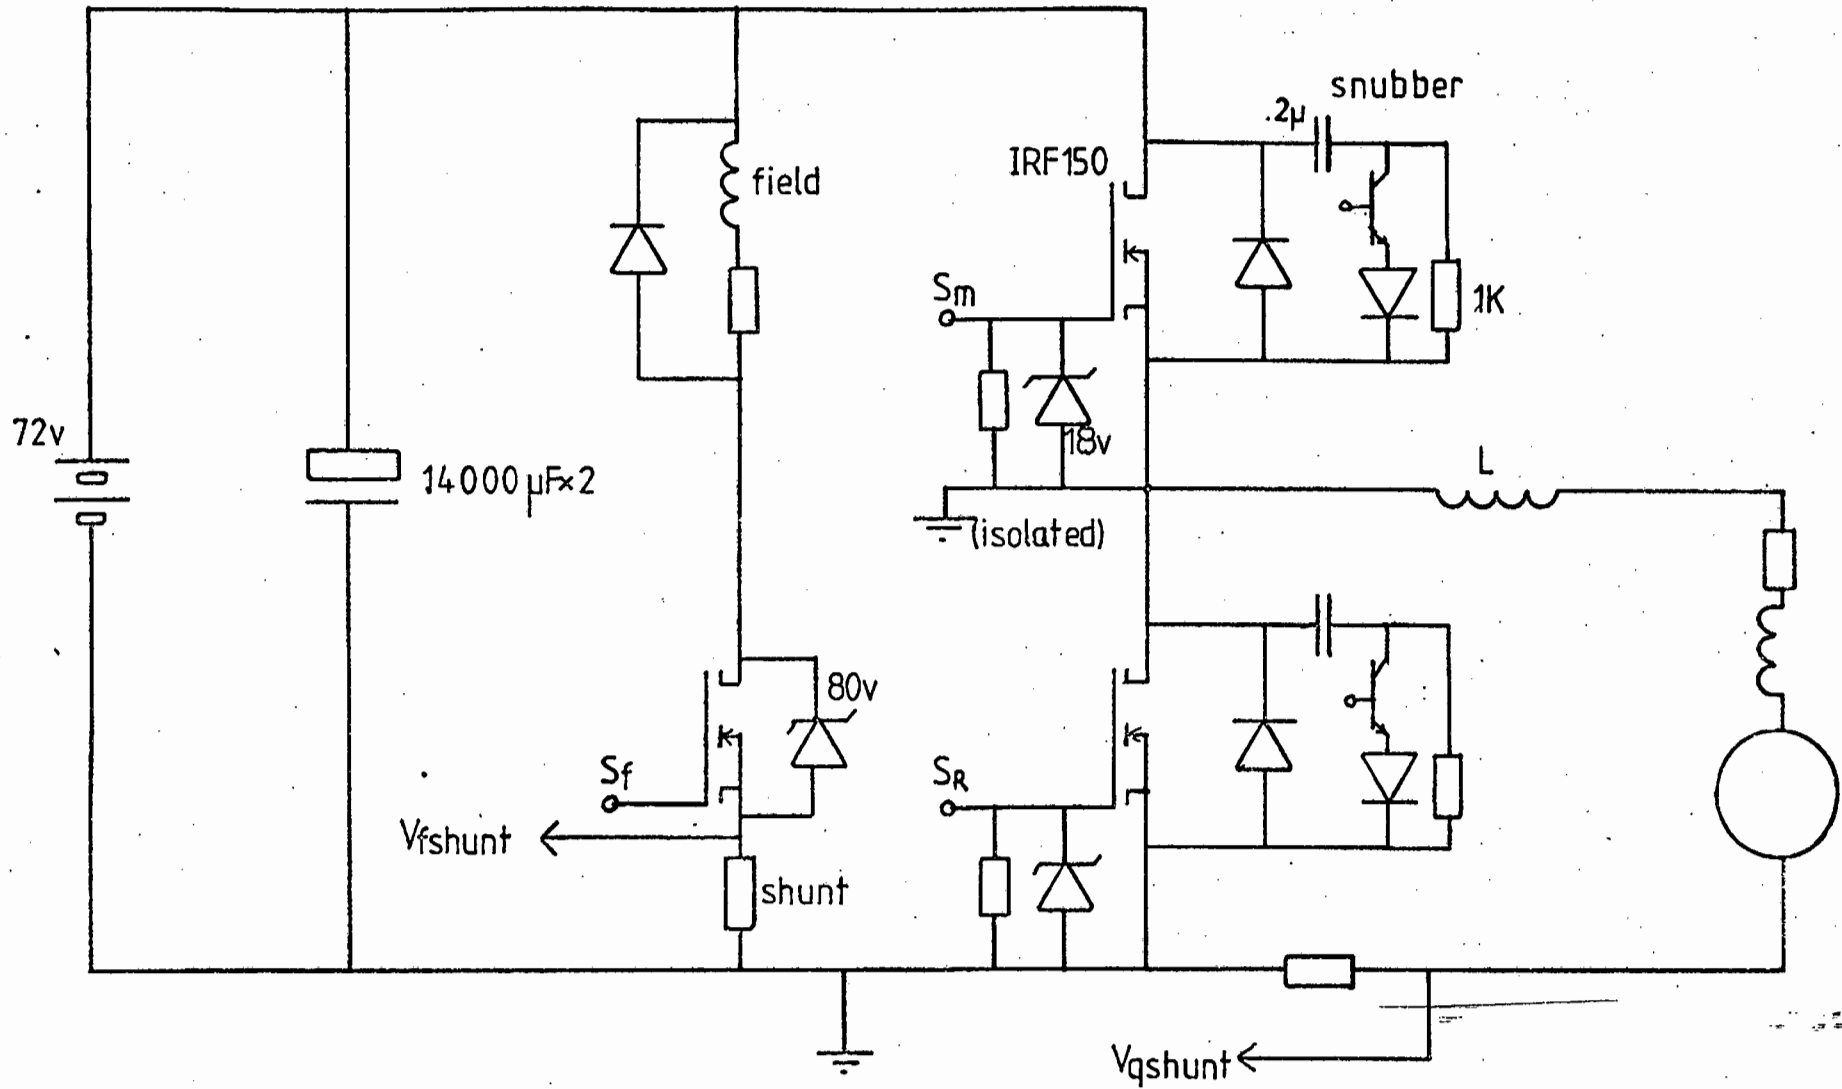 snubber
.2µ
IRF150
field
Sm
1K
72v
18v
14000 µF×2
L
(isolated)
80v
Sf
SR
Vfshunt
shunt
Vqshunt